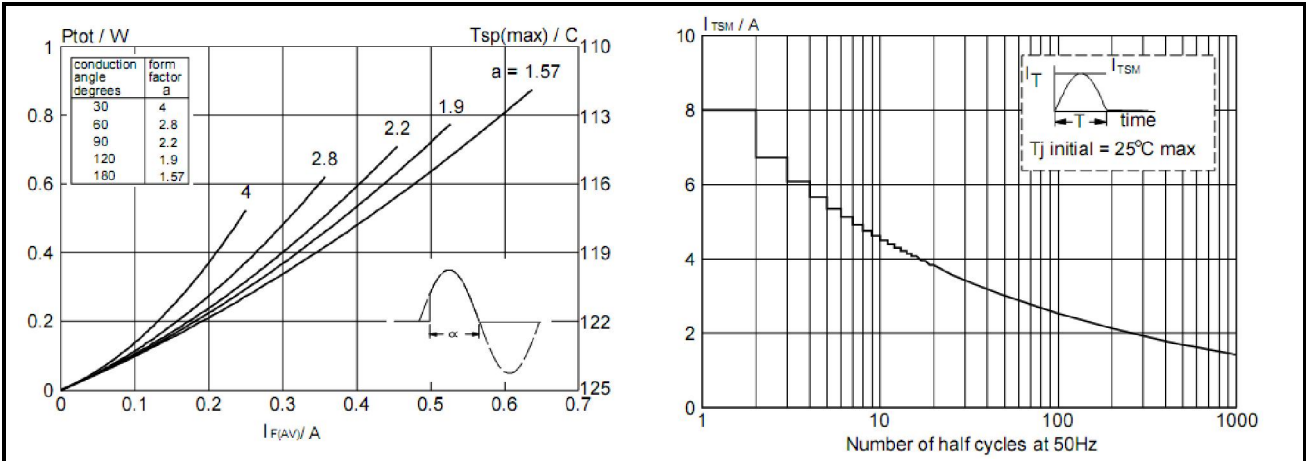 Ptot / W
Tsp(max) / C
1
0.8
0.6
0.4
0.2
0
110
113
116
119
122
125
conduction angle degrees
form factor a
30 4
60 2.8
90 2.2
120 1.9
180 1.57
4
2.8
2.2
1.9
a = 1.57
α
0 0.1 0.2 0.3 0.4 0.5 0.6 0.7
IF(AV)/ A
ITSM / A
10
8
6
4
2
0
IT
ITSM
T
time
Tj initial = 25°C max
1 10 100 1000
Number of half cycles at 50Hz